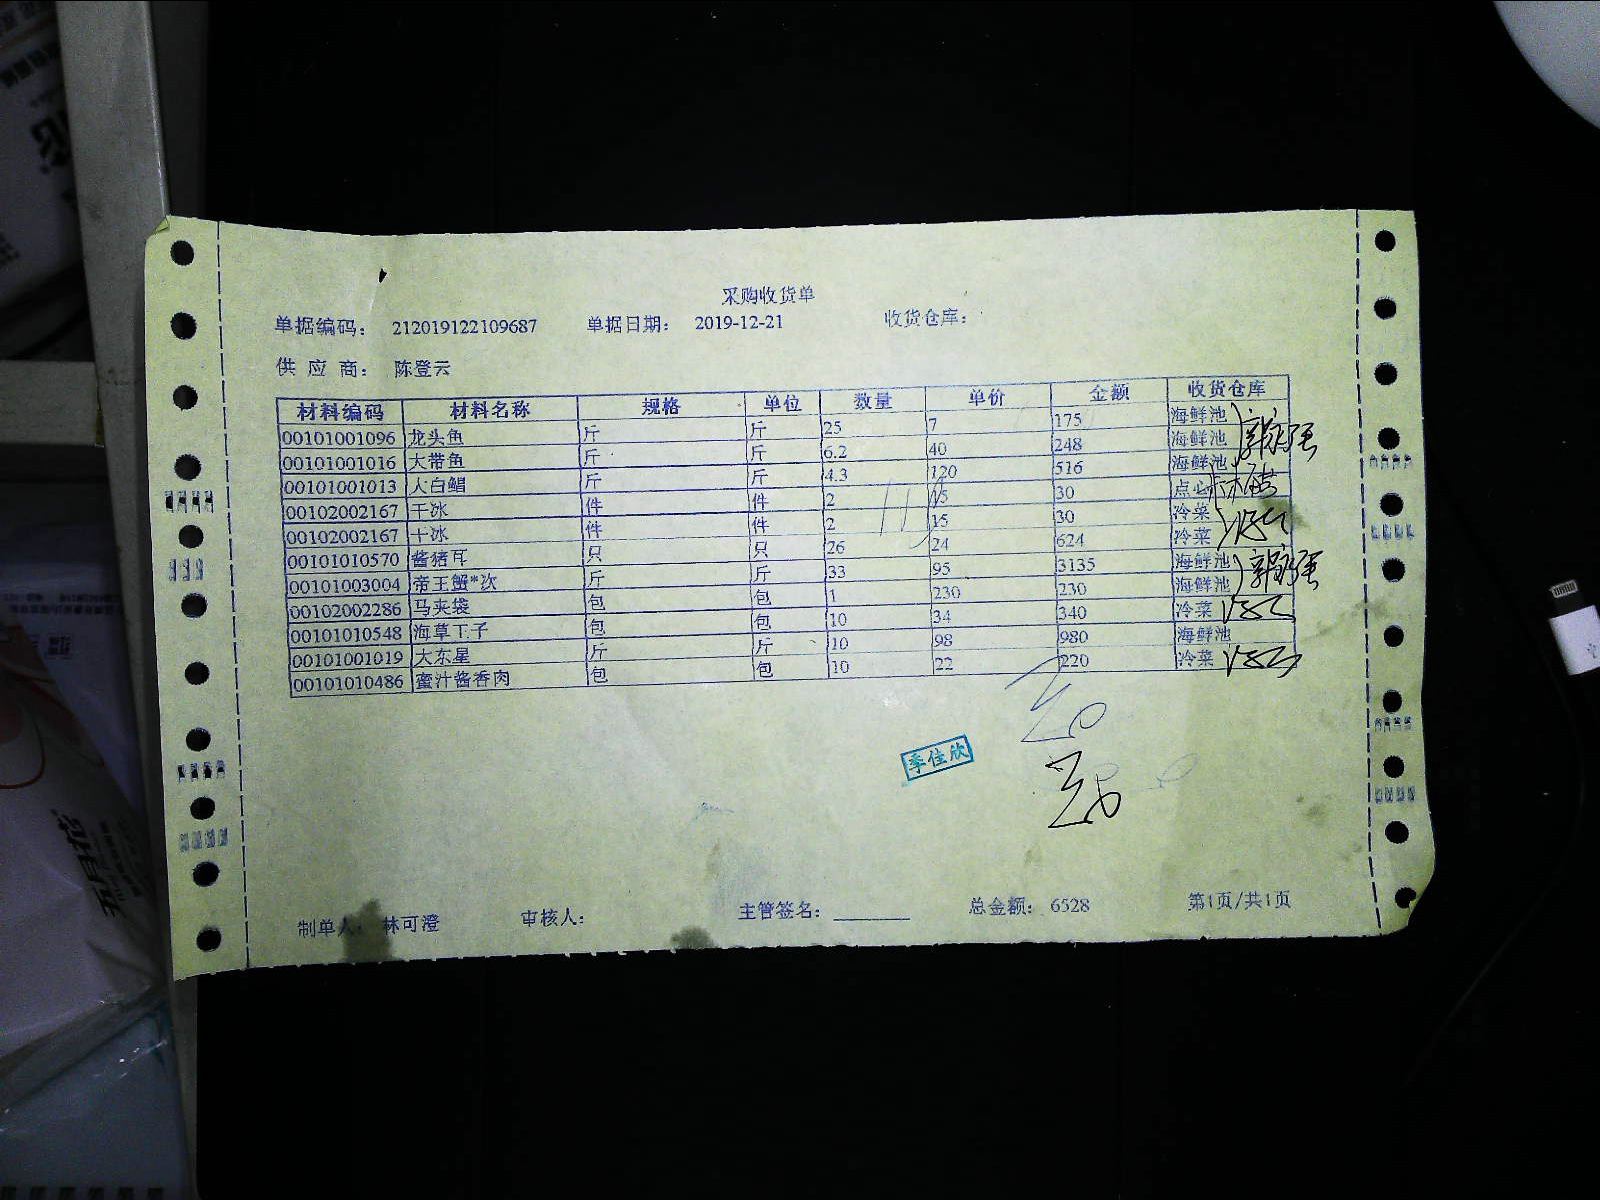 采购收货单
单据编码： 212019122109687 单据日期： 2019-12-21 收货仓库：
供 应 商： 陈登云
材料编码 材料名称 规格 单位 数量 单价 金额 收货仓库
00101001096 龙头鱼 斤 斤 25 7 175 海鲜池
00101001016 大带鱼 斤 斤 6.2 40 248 海鲜池
00101001013 大白鲳 斤 斤 4.3 120 516 海鲜池
00102002167 干冰 件 件 2 15 30 点心
00102002167 干冰 件 件 2 15 30 冷菜
00101010570 酱猪耳 只 只 26 24 624 冷菜
00101003004 帝王蟹*次 斤 斤 33 95 3135 海鲜池
00102002286 马夹袋 包 包 1 230 230 海鲜池
00101010548 海草王子 包 包 10 34 340 冷菜
00101001019 大东星 斤 斤 10 98 980 海鲜池
00101010486 蜜汁酱香肉 包 包 10 22 220 冷菜
季佳欣
制单人： 林可澄 审核人： 主管签名： 总金额： 6528 第1页/共1页